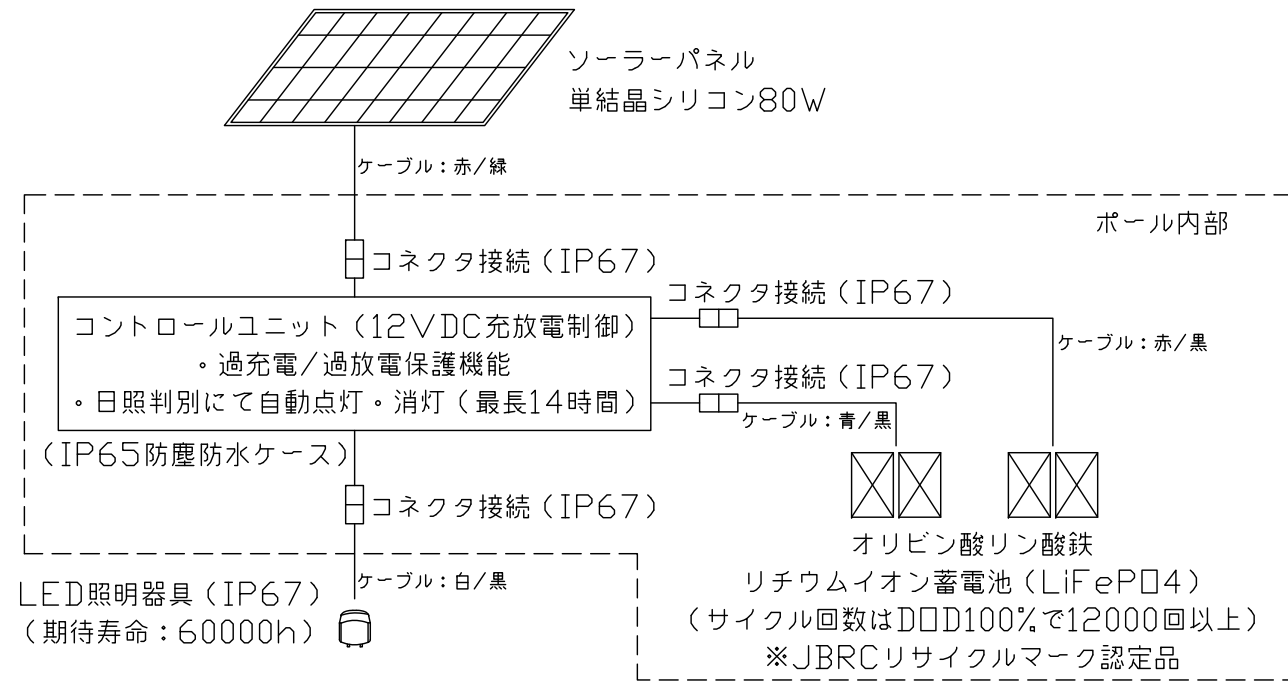 ソーラーパネル
単結晶シリコン80W
ケーブル：赤/緑
ポール内部
コネクタ接続（IP67）
コネクタ接続（IP67）
コントロールユニット（12VDC充放電制御）
。過充電/過放電保護機能
。日照判別にて自動点灯。消灯（最長14時間）
ケーブル：赤/黒
コネクタ接続（IP67）
ケーブル：青/黒
（IP65防塵防水ケース）
コネクタ接続（IP67）
オリビン酸リン酸鉄
リチウムイオン蓄電池（LiFePO4）
（サイクル回数はDOD100%で12000回以上）
※JBRCリサイクルマーク認定品
ケーブル：白/黒
LED照明器具（IP67）
（期待寿命：60000h）